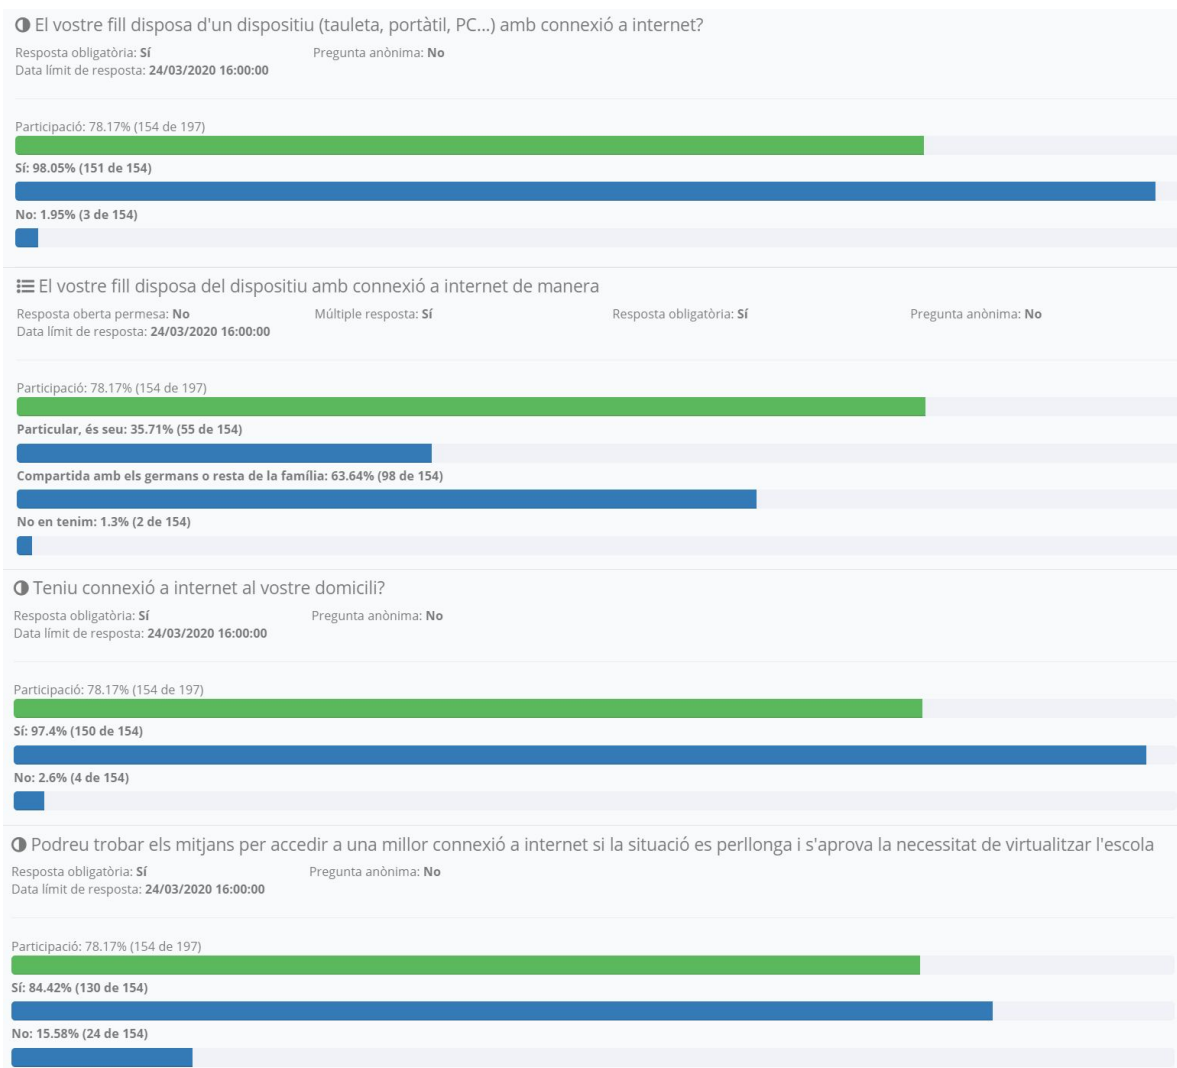 El vostre fill disposa d'un dispositiu (tauleta, portàtil, PC...) amb connexió a internet?
Resposta obligatòria: Sí Pregunta anònima: No
Data límit de resposta: 24/03/2020 16:00:00
Participació: 78.17% (154 de 197)
Sí: 98.05% (151 de 154)
No: 1.95% (3 de 154)
El vostre fill disposa del dispositiu amb connexió a internet de manera
Resposta oberta permesa: No Múltiple resposta: Sí Resposta obligatòria: Sí Pregunta anònima: No
Data límit de resposta: 24/03/2020 16:00:00
Participació: 78.17% (154 de 197)
Particular, és seu: 35.71% (55 de 154)
Compartida amb els germans o resta de la família: 63.64% (98 de 154)
No en tenim: 1.3% (2 de 154)
Teniu connexió a internet al vostre domicili?
Resposta obligatòria: Sí Pregunta anònima: No
Data límit de resposta: 24/03/2020 16:00:00
Participació: 78.17% (154 de 197)
Sí: 97.4% (150 de 154)
No: 2.6% (4 de 154)
Podreu trobar els mitjans per accedir a una millor connexió a internet si la situació es perllonga i s'aprova la necessitat de virtualitzar l'escola
Resposta obligatòria: Sí Pregunta anònima: No
Data límit de resposta: 24/03/2020 16:00:00
Participació: 78.17% (154 de 197)
Sí: 84.42% (130 de 154)
No: 15.58% (24 de 154)